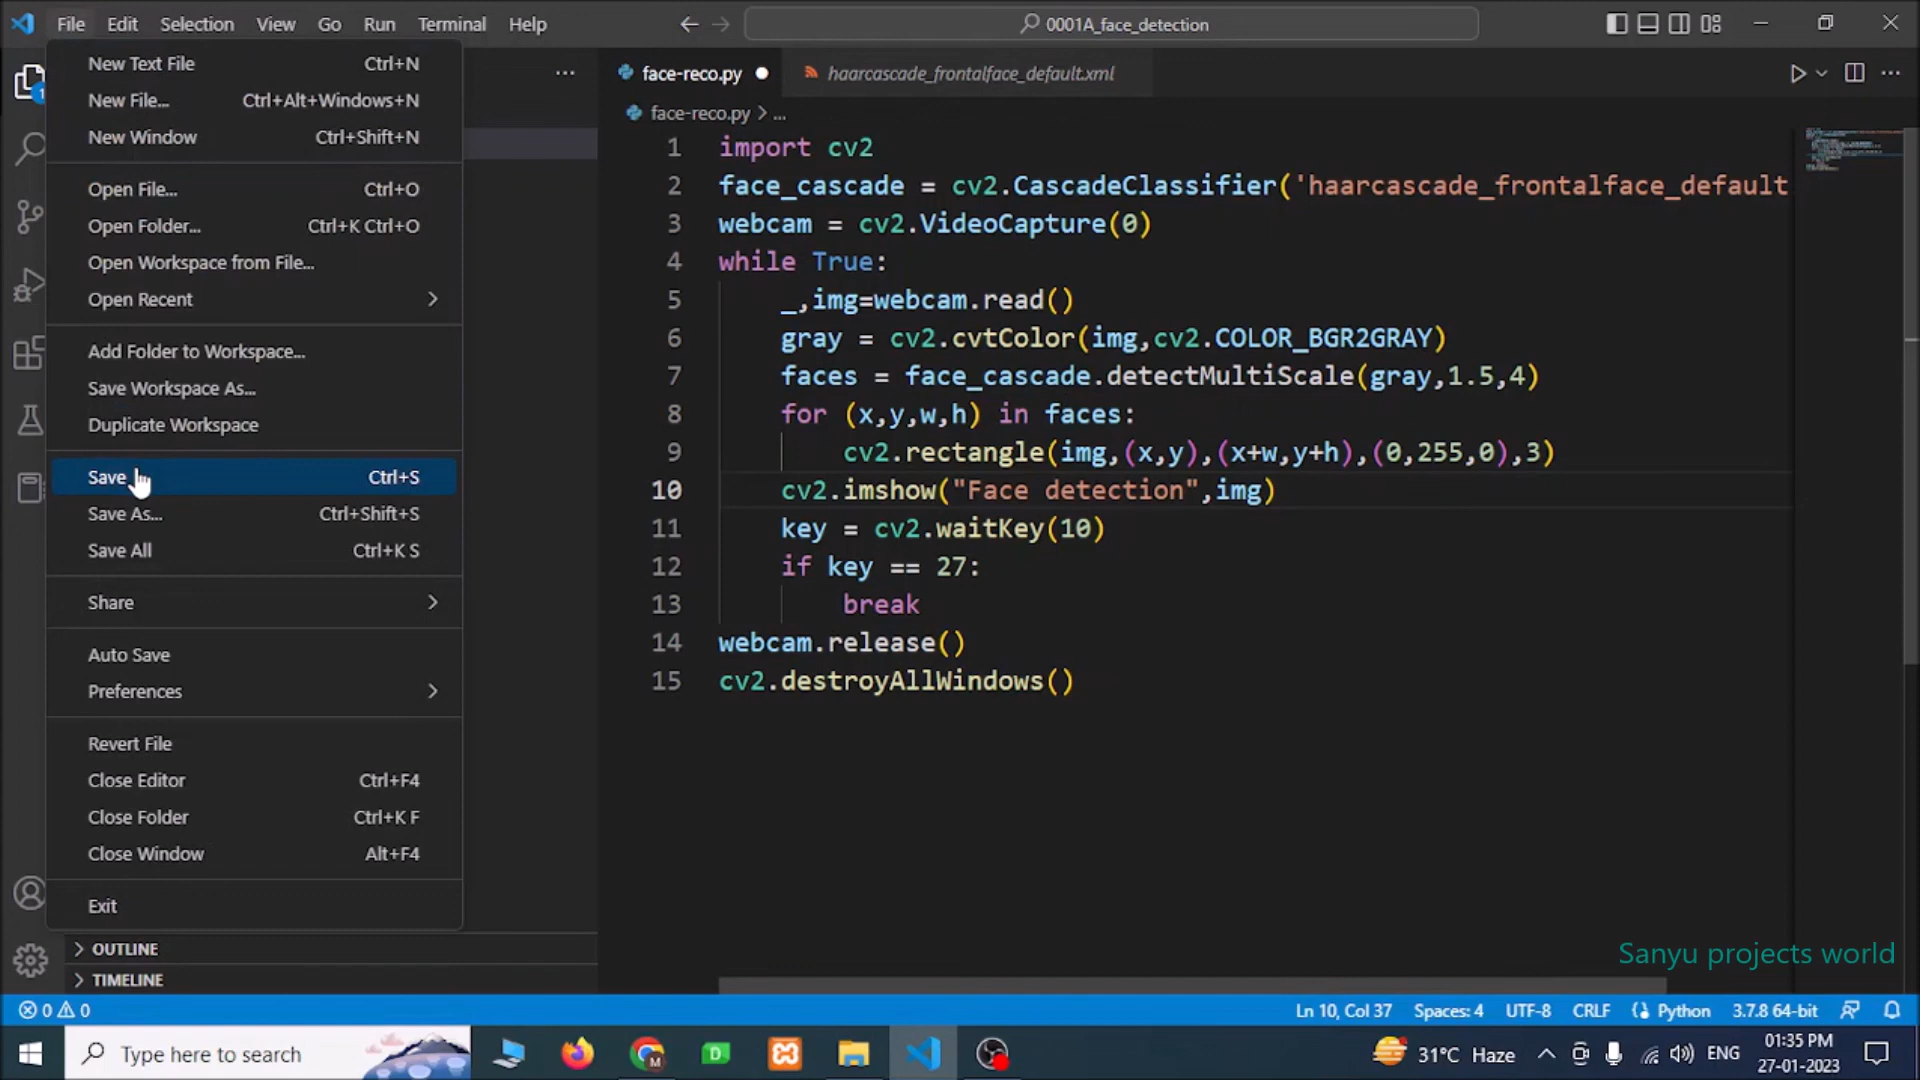 File Edit Selection View Go Run Terminal Help
0001A_face_detection
New Text File Ctrl+N
New File... Ctrl+Alt+Windows+N
New Window Ctrl+Shift+N
Open File... Ctrl+O
Open Folder... Ctrl+K Ctrl+O
Open Workspace from File...
Open Recent
Add Folder to Workspace...
Save Workspace As...
Duplicate Workspace
Save Ctrl+S
Save As... Ctrl+Shift+S
Save All Ctrl+K S
Share
Auto Save
Preferences
Revert File
Close Editor Ctrl+F4
Close Folder Ctrl+K F
Close Window Alt+F4
Exit
OUTLINE
TIMELINE
1
face-reco.py haarcascade_frontalface_default.xml
face-reco.py > ...
1 import cv2
2 face_cascade = cv2.CascadeClassifier('haarcascade_frontalface_default
3 webcam = cv2.VideoCapture(0)
4 while True:
5 _,img=webcam.read()
6 gray = cv2.cvtColor(img,cv2.COLOR_BGR2GRAY)
7 faces = face_cascade.detectMultiScale(gray,1.5,4)
8 for (x,y,w,h) in faces:
9 cv2.rectangle(img,(x,y),(x+w,y+h),(0,255,0),3)
10 cv2.imshow("Face detection",img)
11 key = cv2.waitKey(10)
12 if key == 27:
13 break
14 webcam.release()
15 cv2.destroyAllWindows()
Sanyu projects world
0 0 Ln 10, Col 37 Spaces: 4 UTF-8 CRLF Python 3.7.8 64-bit
Type here to search
31°C Haze ENG
01:35 PM
27-01-2023